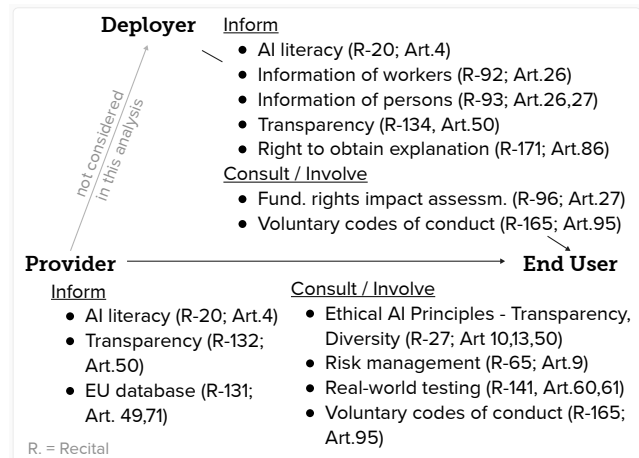 Deployer
Inform
• AI literacy (R-20; Art.4)
• Information of workers (R-92; Art.26)
• Information of persons (R-93; Art.26,27)
• Transparency (R-134, Art.50)
• Right to obtain explanation (R-171; Art.86)
Consult / Involve
• Fund. rights impact assessm. (R-96; Art.27)
• Voluntary codes of conduct (R-165; Art.95)
not considered
in this analysis
Provider
End User
Inform
• AI literacy (R-20; Art.4)
• Transparency (R-132;
Art.50)
• EU database (R-131;
Art. 49,71)
Consult / Involve
• Ethical AI Principles - Transparency,
Diversity (R-27; Art 10,13,50)
• Risk management (R-65; Art.9)
• Real-world testing (R-141, Art.60,61)
• Voluntary codes of conduct (R-165;
Art.95)
R. = Recital